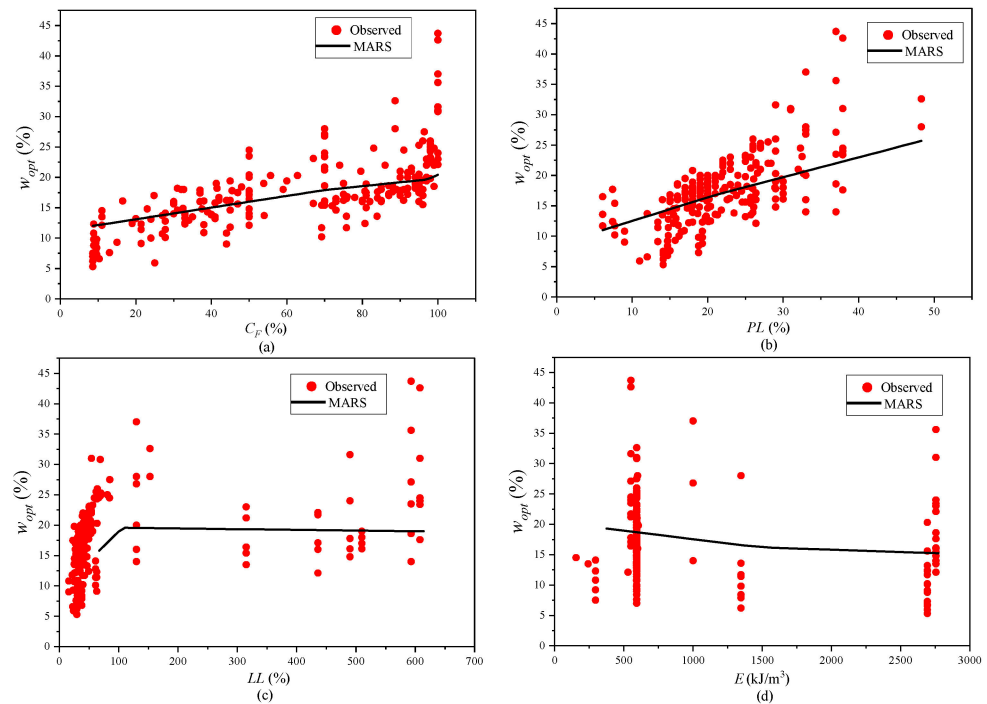 45
40
35
30
25
20
15
10
5
0
w_opt (%)
Observed
MARS
0 20 40 60 80 100
C_F (%)
(a)
45
40
35
30
25
20
15
10
5
0
w_opt (%)
Observed
MARS
10 20 30 40 50
PL (%)
(b)
45
40
35
30
25
20
15
10
5
0
w_opt (%)
Observed
MARS
0 100 200 300 400 500 600 700
LL (%)
(c)
45
40
35
30
25
20
15
10
5
0
w_opt (%)
Observed
MARS
0 500 1000 1500 2000 2500 3000
E (kJ/m³)
(d)